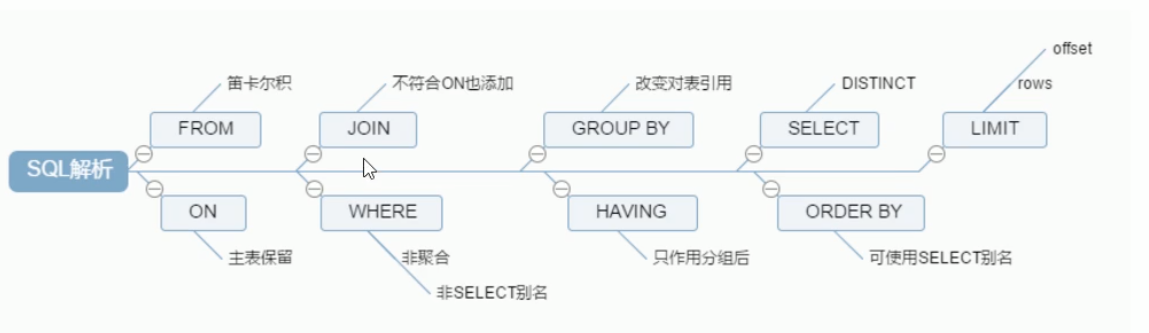 SQL解析
FROM
笛卡尔积
ON
主表保留
JOIN
不符合ON也添加
WHERE
非聚合
非SELECT别名
GROUP BY
改变对表引用
HAVING
只作用分组后
SELECT
DISTINCT
ORDER BY
可使用SELECT别名
LIMIT
offset
rows